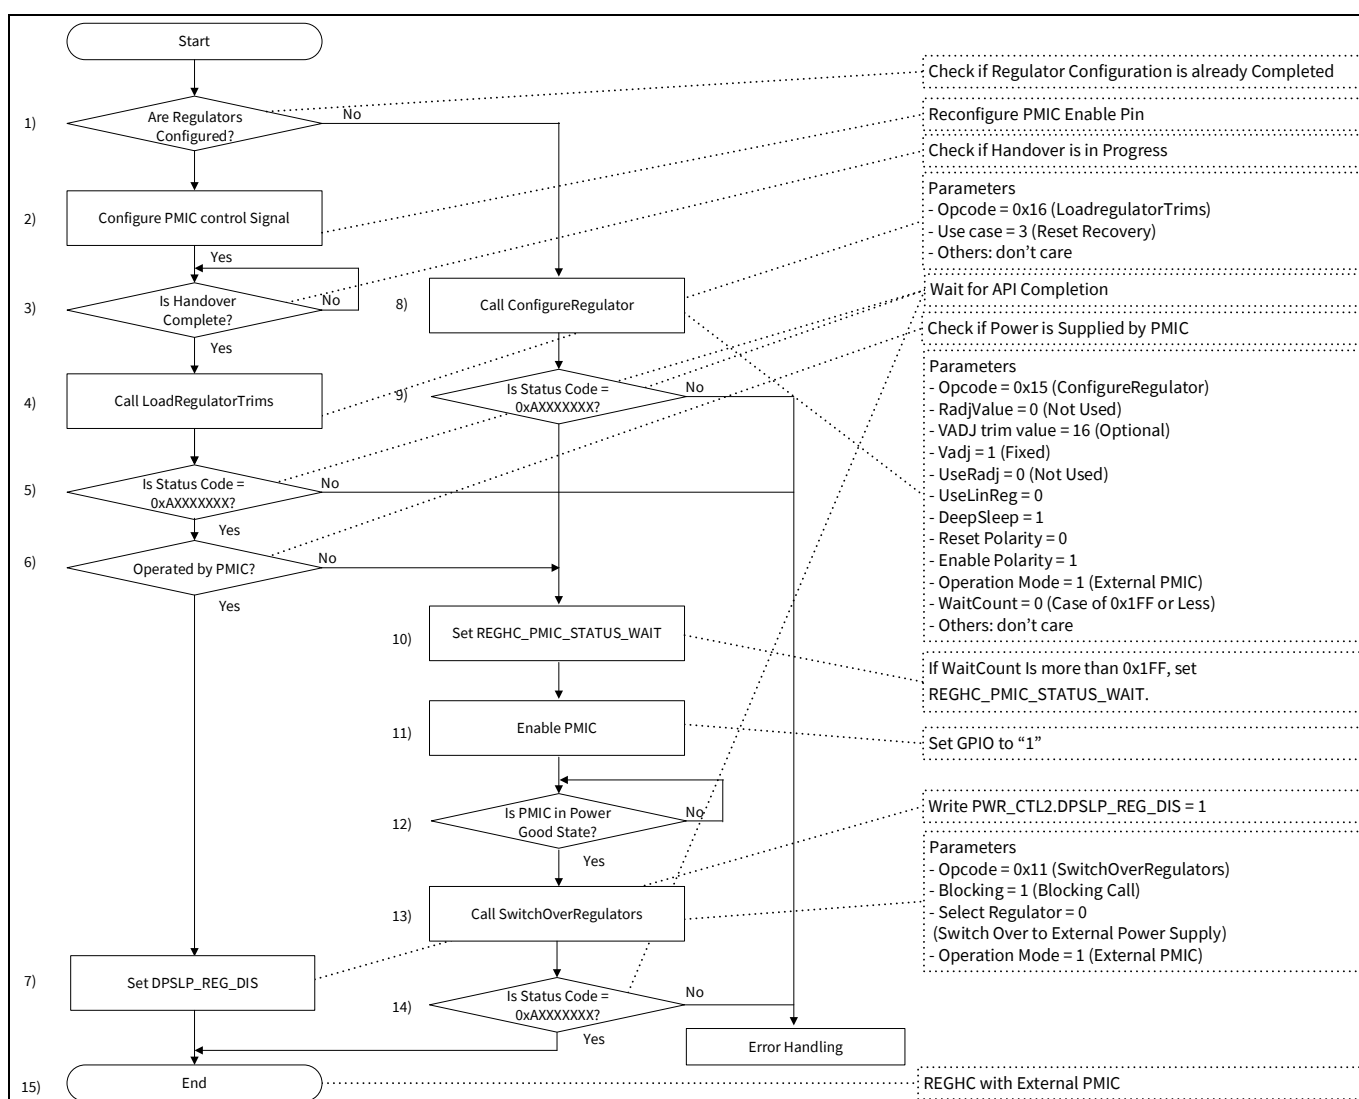 Start
1)
Are Regulators
Configured?
No
2)
Configure PMIC control Signal
Yes
3)
Is Handover
Complete?
No
Yes
4)
Call LoadRegulatorTrims
5)
Is Status Code =
0xAXXXXXXX?
No
Yes
6)
Operated by PMIC?
No
Yes
7)
Set DPSLP_REG_DIS
15)
End
8)
Call ConfigureRegulator
9)
Is Status Code =
0xAXXXXXXX?
No
10)
Set REGHC_PMIC_STATUS_WAIT
11)
Enable PMIC
12)
Is PMIC in Power
Good State?
No
Yes
13)
Call SwitchOverRegulators
14)
Is Status Code =
0xAXXXXXXX?
No
Yes
Error Handling
Check if Regulator Configuration is already Completed
Reconfigure PMIC Enable Pin
Check if Handover is in Progress
Parameters
- Opcode = 0x16 (LoadregulatorTrims)
- Use case = 3 (Reset Recovery)
- Others: don't care
Wait for API Completion
Check if Power is Supplied by PMIC
Parameters
- Opcode = 0x15 (ConfigureRegulator)
- RadjValue = 0 (Not Used)
- VADJ trim value = 16 (Optional)
- Vadj = 1 (Fixed)
- UseRadj = 0 (Not Used)
- UseLinReg = 0
- DeepSleep = 1
- Reset Polarity = 0
- Enable Polarity = 1
- Operation Mode = 1 (External PMIC)
- WaitCount = 0 (Case of 0x1FF or Less)
- Others: don't care
If WaitCount Is more than 0x1FF, set
REGHC_PMIC_STATUS_WAIT.
Set GPIO to “1”
Write PWR_CTL2.DPSLP_REG_DIS = 1
Parameters
- Opcode = 0x11 (SwitchOverRegulators)
- Blocking = 1 (Blocking Call)
- Select Regulator = 0
(Switch Over to External Power Supply)
- Operation Mode = 1 (External PMIC)
REGHC with External PMIC